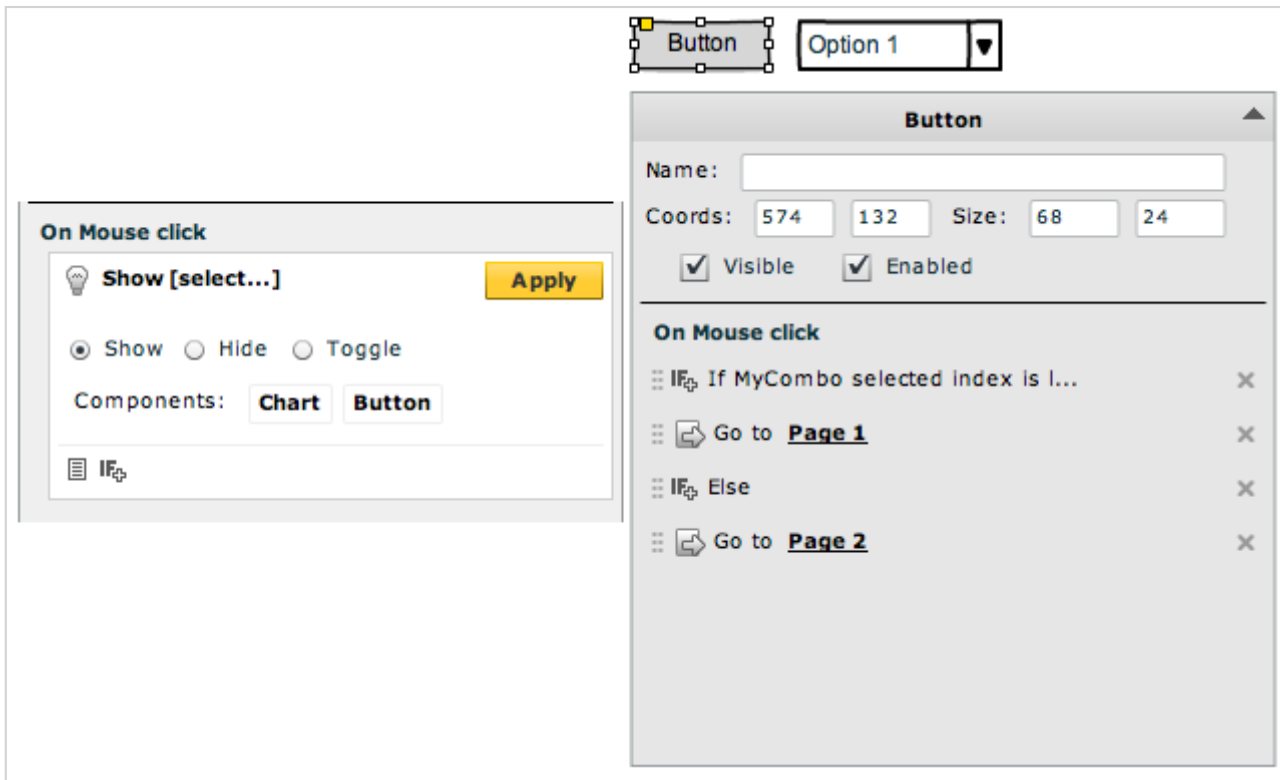 Button
Option 1
On Mouse click
Show [select...]
Apply
Show Hide Toggle
Components: Chart Button
IF
Button
Name:
Coords: 574 132 Size: 68 24
Visible Enabled
On Mouse click
IF If MyCombo selected index is l...
Go to Page 1
IF Else
Go to Page 2